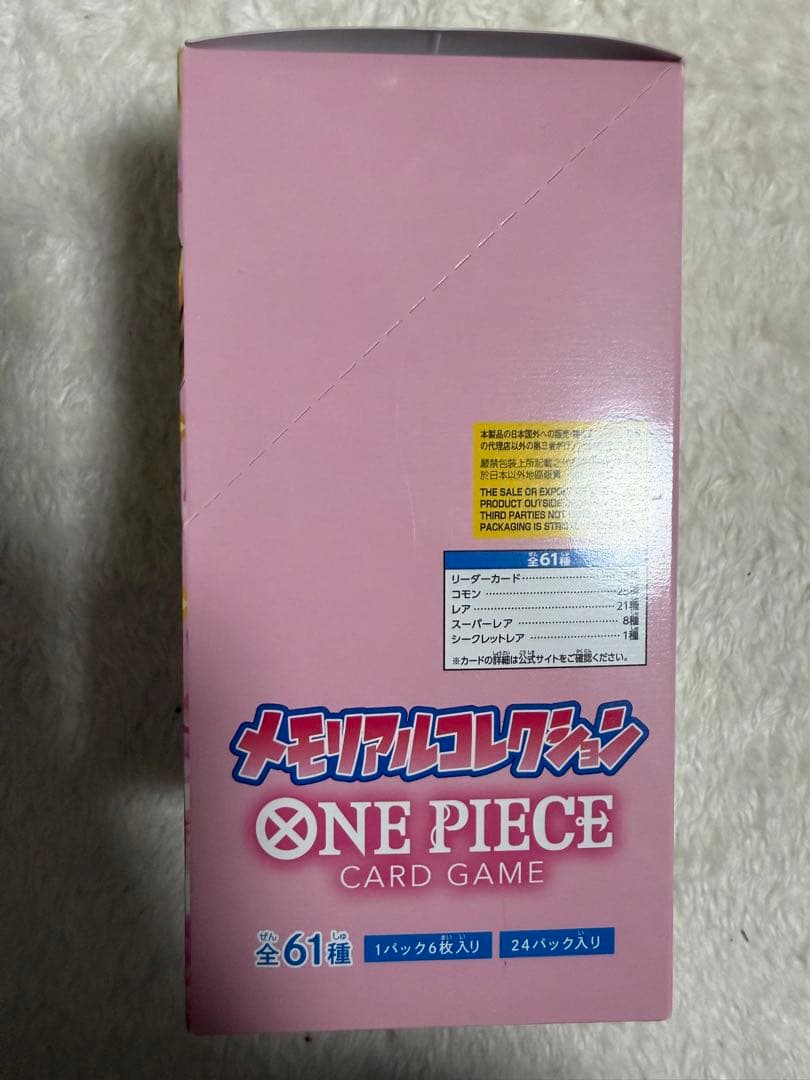 本製品の日本国外への販売・
の代理店以外の第三者が
嚴禁包裝上所記載之
於日本以外地區販賣
THE SALE OR
PRODUCT OUTSIDE
THIRD PARTIES NOT
PACKAGING IS
全61種
リーダーカード
コモン
レア 21種
スーパーレア 8種
シークレットレア 1種
※カードの詳細は公式サイトをご確認ください。
メモリアルコレクション
ONE PIECE
CARD GAME
全61種
1パック6枚入り
24パック入り